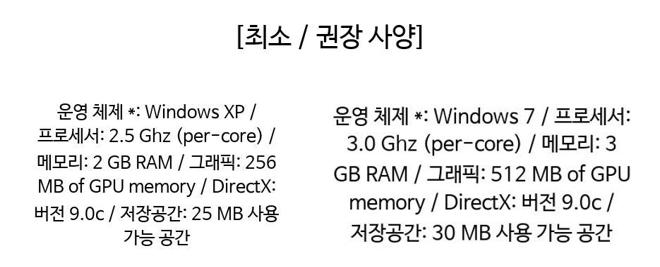 [최소 / 권장 사양]
운영 체제 *: Windows XP /
프로세서: 2.5 Ghz (per-core) /
메모리: 2 GB RAM / 그래픽: 256
MB of GPU memory / DirectX:
버전 9.0c / 저장공간: 25 MB 사용
가능 공간
운영 체제 *: Windows 7 / 프로세서:
3.0 Ghz (per-core) / 메모리: 3
GB RAM / 그래픽: 512 MB of GPU
memory / DirectX: 버전 9.0c /
저장공간: 30 MB 사용 가능 공간